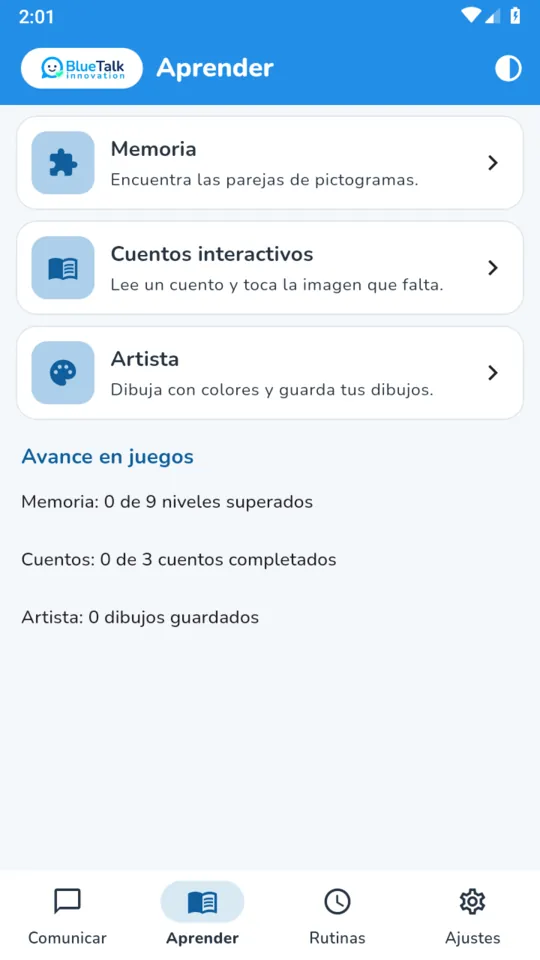 2:01
BlueTalk
innovation
Aprender
Memoria
Encuentra las parejas de pictogramas.
Cuentos interactivos
Lee un cuento y toca la imagen que falta.
Artista
Dibuja con colores y guarda tus dibujos.
Avance en juegos
Memoria: 0 de 9 niveles superados
Cuentos: 0 de 3 cuentos completados
Artista: 0 dibujos guardados
Comunicar
Aprender
Rutinas
Ajustes